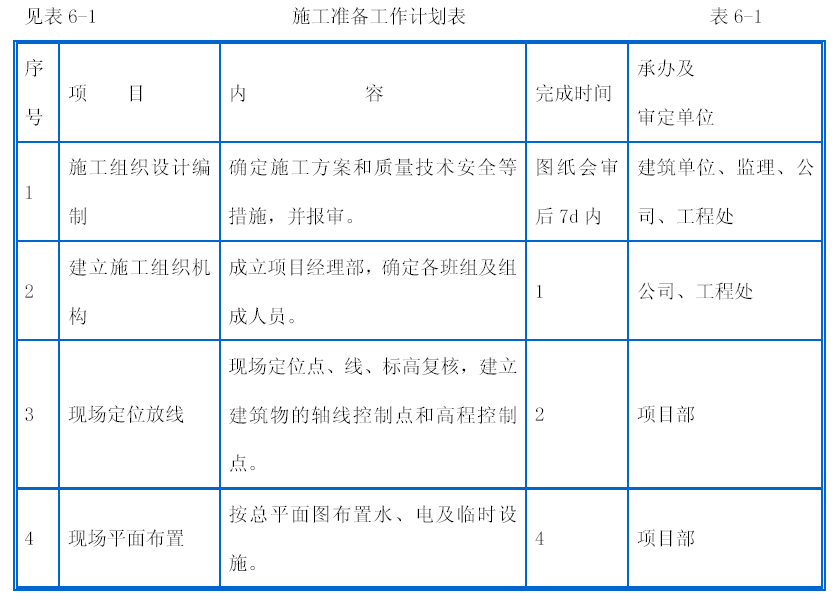 见表 6-1 施工准备工作计划表 表 6-1
序号 项 目 内 容 完成时间 承办及
审定单位
1 施工组织设计编制 确定施工方案和质量技术安全等措施，并报审。 图纸会审后 7d 内 建筑单位、监理、公司、工程处
2 建立施工组织机构 成立项目经理部，确定各班组及组成人员。 1 公司、工程处
3 现场定位放线 现场定位点、线、标高复核，建立建筑物的轴线控制点和高程控制点。 2 项目部
4 现场平面布置 按总平面图布置水、电及临时设施。 4 项目部